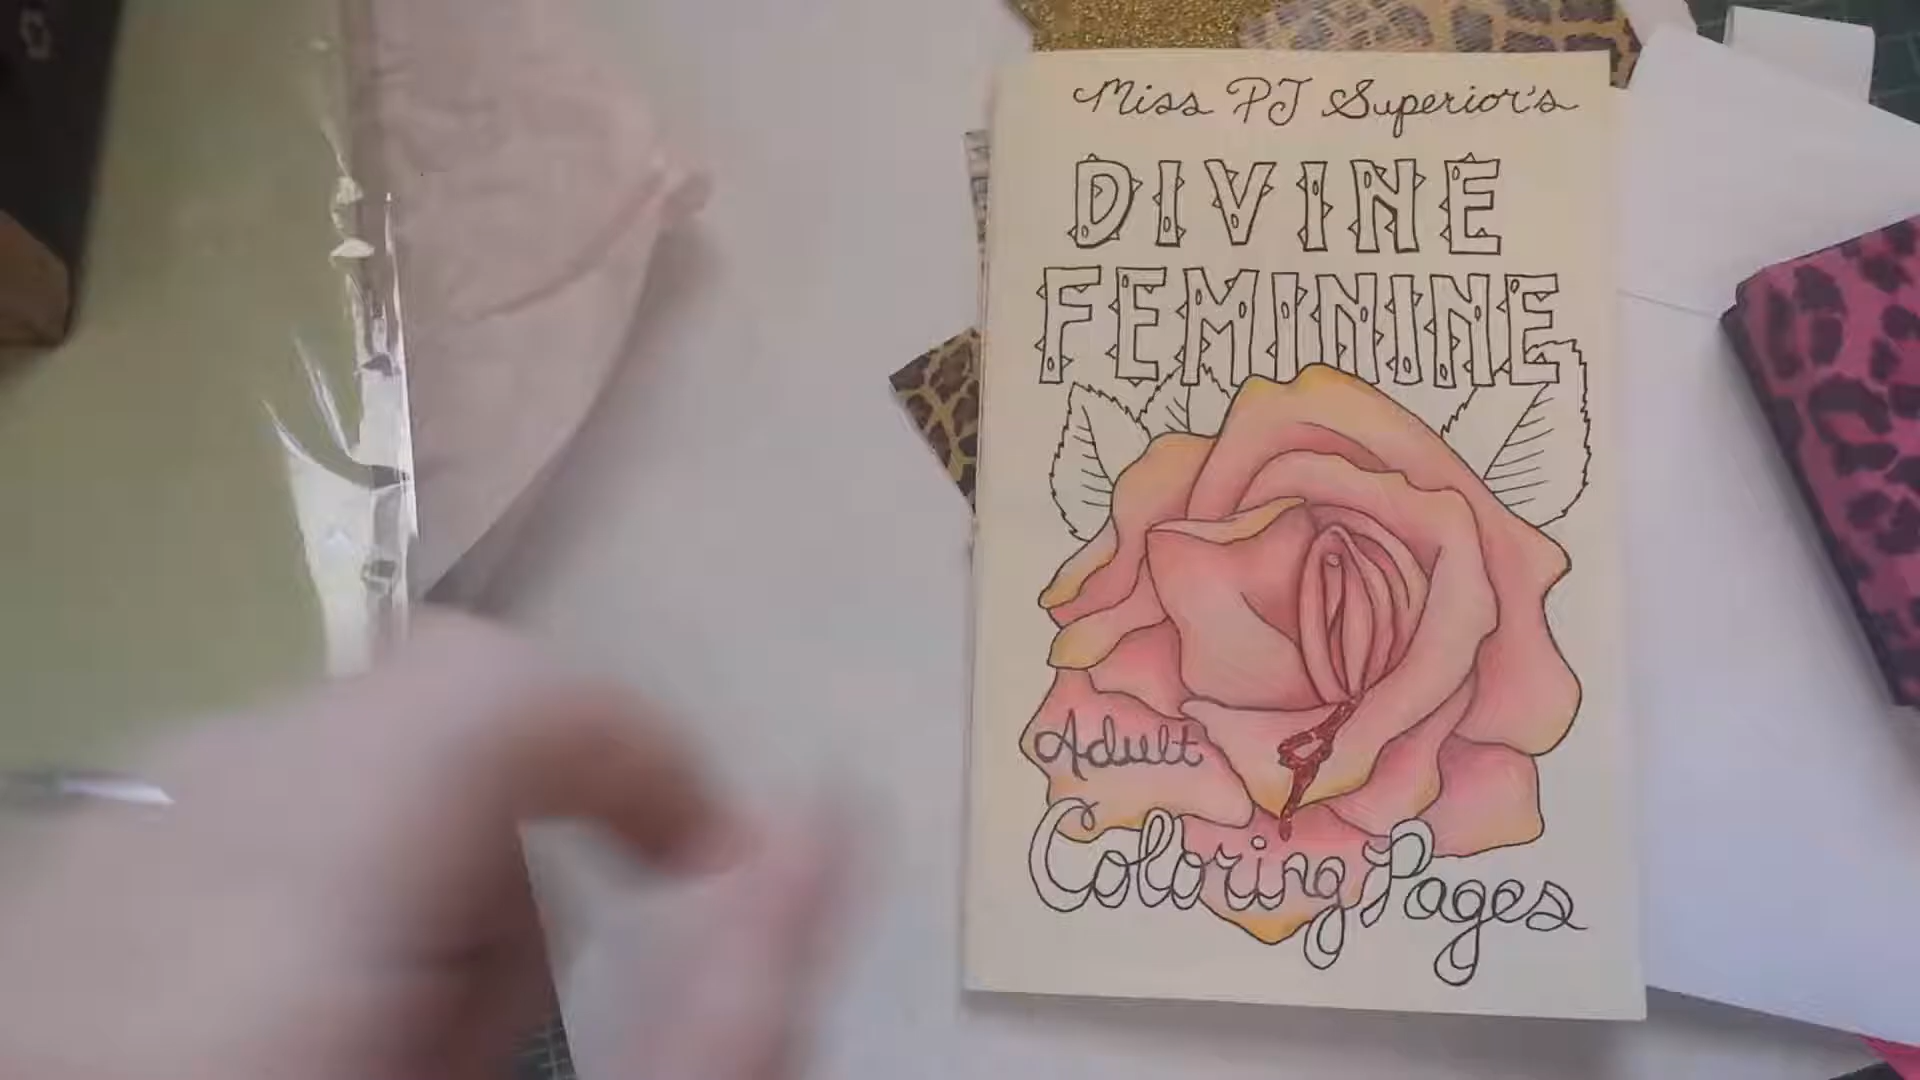 Miss PJ Superior's
DIVINE
FEMININE
Adult
Coloring Pages